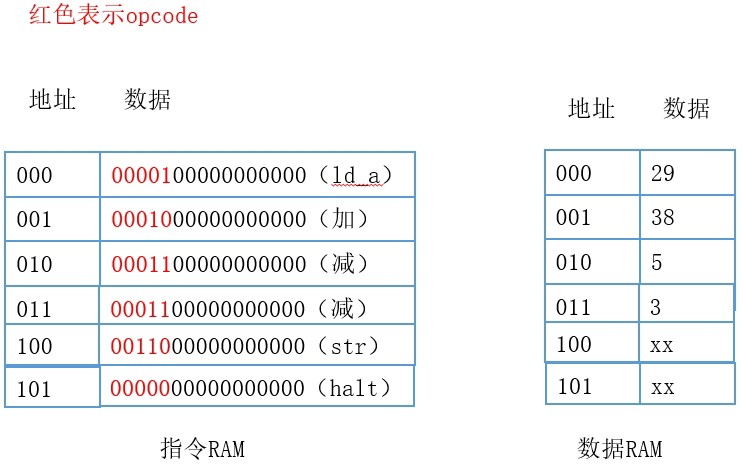 红色表示opcode
地址 数据
000 0000100000000000（ld_a）
001 0001000000000000（加）
010 0001100000000000（减）
011 0001100000000000（减）
100 0011000000000000（str）
101 0000000000000000（halt）
指令RAM
地址 数据
000 29
001 38
010 5
011 3
100 xx
101 xx
数据RAM